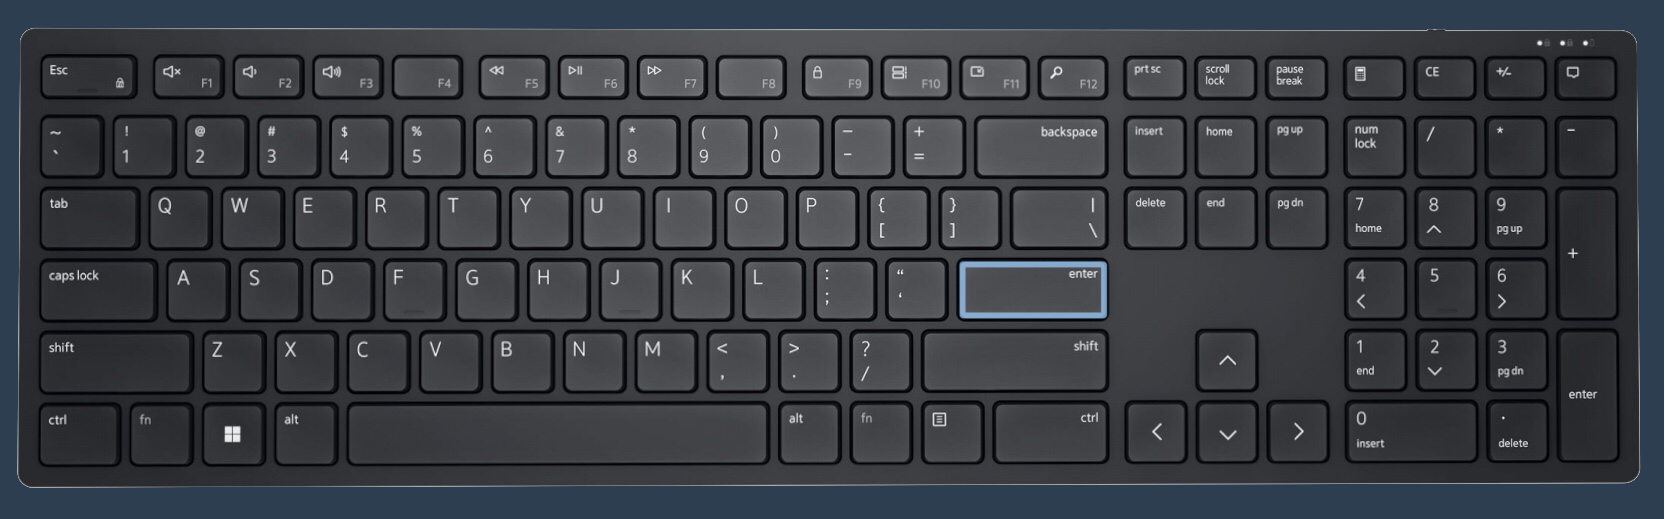 Esc F1 F2 F3 F4 F5 F6 F7 F8 F9 F10 F11 F12 prt sc scroll lock pause break CE +/-
~ ` ! 1 @ 2 # 3 $ 4 % 5 ^ 6 & 7 * 8 ( 9 ) 0 — - + = backspace insert home pg up num lock / * -
tab Q W E R T Y U I O P { [ } ] | \ delete end pg dn 7 home 8 9 pg up +
caps lock A S D F G H J K L : ; “ ‘ enter 4 5 6
shift Z X C V B N M < , > . ? / shift 1 end 2 3 pg dn enter
ctrl fn alt alt fn ctrl 0 insert . delete